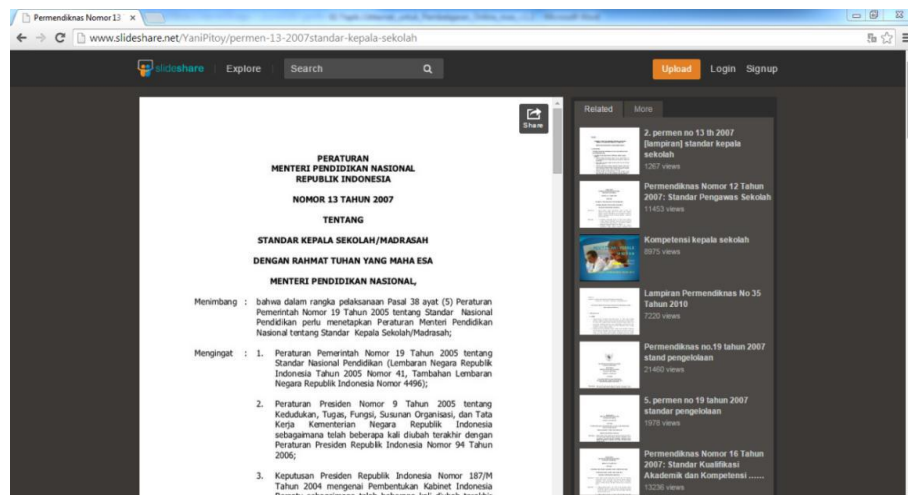 Permendiknas Nomor 13
www.slideshare.net/YaniPitoy/permen-13-2007standar-kepala-sekolah
slideshare Explore Search Upload Login Signup
Share
PERATURAN
MENTERI PENDIDIKAN NASIONAL
REPUBLIK INDONESIA
NOMOR 13 TAHUN 2007
TENTANG
STANDAR KEPALA SEKOLAH/MADRASAH
DENGAN RAHMAT TUHAN YANG MAHA ESA
MENTERI PENDIDIKAN NASIONAL,
Menimbang : bahwa dalam rangka pelaksanaan Pasal 38 ayat (5) Peraturan
Pemerintah Nomor 19 Tahun 2005 tentang Standar Nasional
Pendidikan perlu menetapkan Peraturan Menteri Pendidikan
Nasional tentang Standar Kepala Sekolah/Madrasah;
Mengingat : 1. Peraturan Pemerintah Nomor 19 Tahun 2005 tentang
Standar Nasional Pendidikan (Lembaran Negara Republik
Indonesia Tahun 2005 Nomor 41, Tambahan Lembaran
Negara Republik Indonesia Nomor 4496);
2. Peraturan Presiden Nomor 9 Tahun 2005 tentang
Kedudukan, Tugas, Fungsi, Susunan Organisasi, dan Tata
Kerja Kementerian Negara Republik Indonesia
sebagaimana telah beberapa kali diubah terakhir dengan
Peraturan Presiden Republik Indonesia Nomor 94 Tahun
2006;
3. Keputusan Presiden Republik Indonesia Nomor 187/M
Tahun 2004 mengenai Pembentukan Kabinet Indonesia
Related More
2. permen no 13 th 2007
[lampiran] standar kepala
sekolah
1267 views
Permendiknas Nomor 12 Tahun
2007: Standar Pengawas Sekolah
11453 views
Kompetensi kepala sekolah
8975 views
Lampiran Permendiknas No 35
Tahun 2010
7220 views
Permendiknas no.19 tahun 2007
stand pengelolaan
21460 views
5. permen no 19 tahun 2007
standar pengelolaan
1978 views
Permendiknas Nomor 16 Tahun
2007: Standar Kualifikasi
Akademik dan Kompetensi ......
13236 views